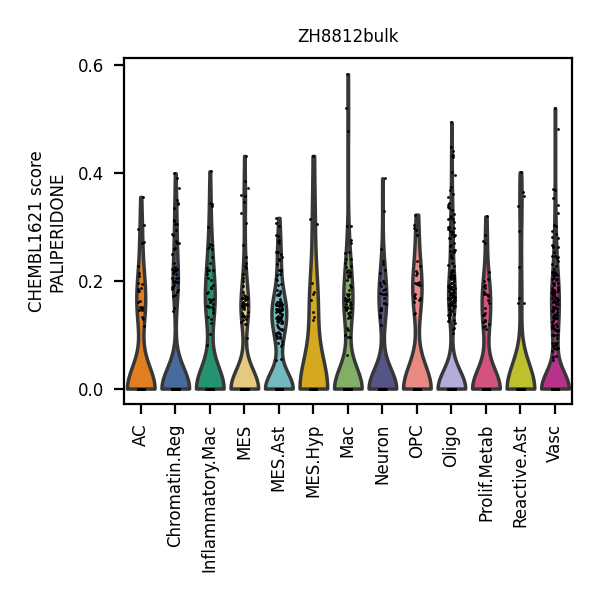 ZH8812bulk
CHEMBL1621 score
PALIPERIDONE
0.6
0.4
0.2
0.0
AC
Chromatin.Reg
Inflammatory.Mac
MES
MES.Ast
MES.Hyp
Mac
Neuron
OPC
Oligo
Prolif.Metab
Reactive.Ast
Vasc